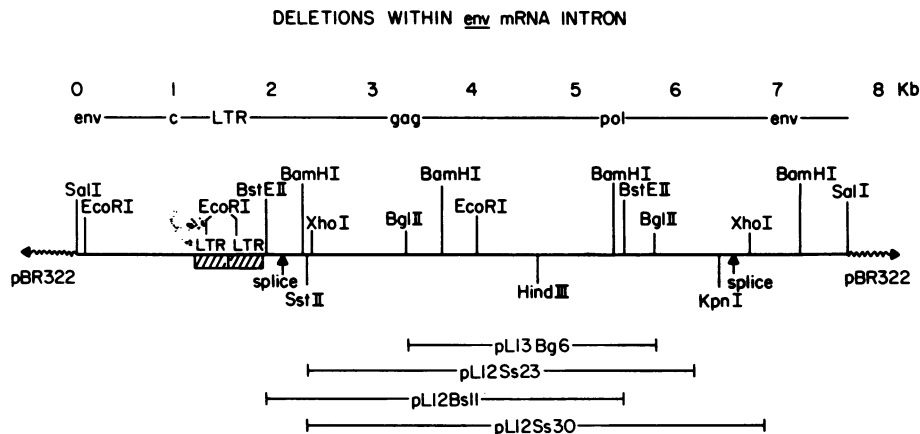 DELETIONS WITHIN env mRNA INTRON
0 1 2 3 4 5 6 7 8 Kb
env c LTR gag pol env
BamHI BamHI BamHI BamHI
SalI EcoRI EcoRI BstEII BstEII SalI
XhoI BglII EcoRI BglII XhoI
LTR LTR
pBR322 splice SstII HindIII KpnI splice pBR322
pL13Bg6
pL12Ss23
pL12Bs11
pL12Ss30